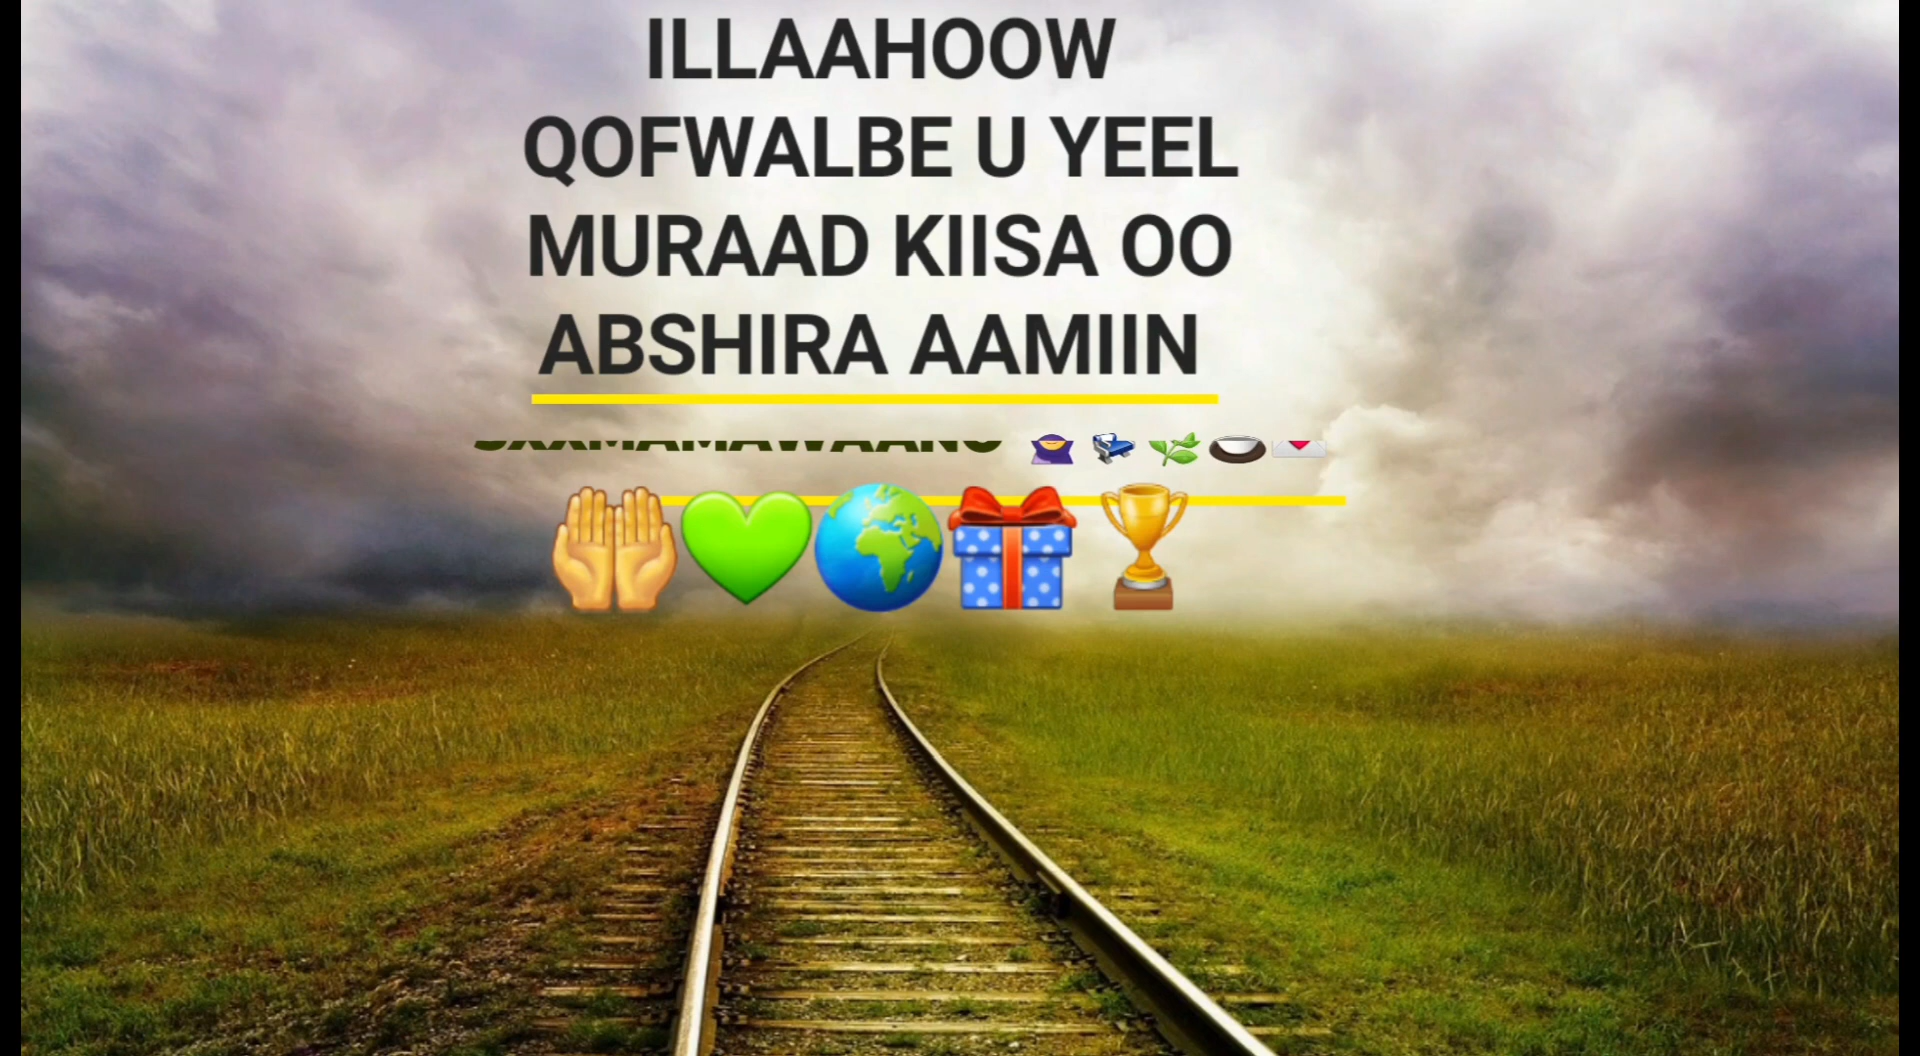 ILLAAHOOW
QOFWALBE U YEEL
MURAAD KIISA OO
ABSHIRA AAMIIN